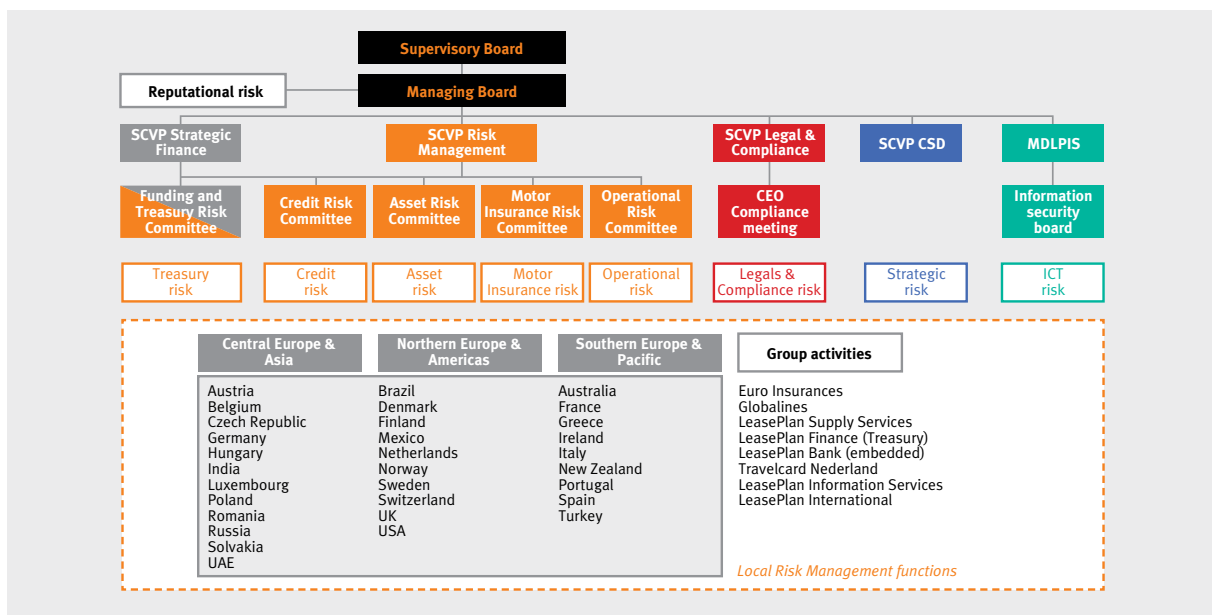 Supervisory Board
Reputational risk
Managing Board
SCVP Strategic
Finance
SCVP Risk
Management
SCVP Legal &
Compliance
SCVP CSD
MDLPIS
Funding and
Treasury Risk
Committee
Credit Risk
Committee
Asset Risk
Committee
Motor
Insurance Risk
Committee
Operational
Risk
Committee
CEO
Compliance
meeting
Information
security
board
Treasury
risk
Credit
risk
Asset
risk
Motor
Insurance risk
Operational
risk
Legals &
Compliance risk
Strategic
risk
ICT
risk
Central Europe &
Asia
Austria
Belgium
Czech Republic
Germany
Hungary
India
Luxembourg
Poland
Romania
Russia
Solvakia
UAE
Northern Europe &
Americas
Brazil
Denmark
Finland
Mexico
Netherlands
Norway
Sweden
Switzerland
UK
USA
Southern Europe &
Pacific
Australia
France
Greece
Ireland
Italy
New Zealand
Portugal
Spain
Turkey
Group activities
Euro Insurances
Globalines
LeasePlan Supply Services
LeasePlan Finance (Treasury)
LeasePlan Bank (embedded)
Travelcard Nederland
LeasePlan Information Services
LeasePlan International
Local Risk Management functions